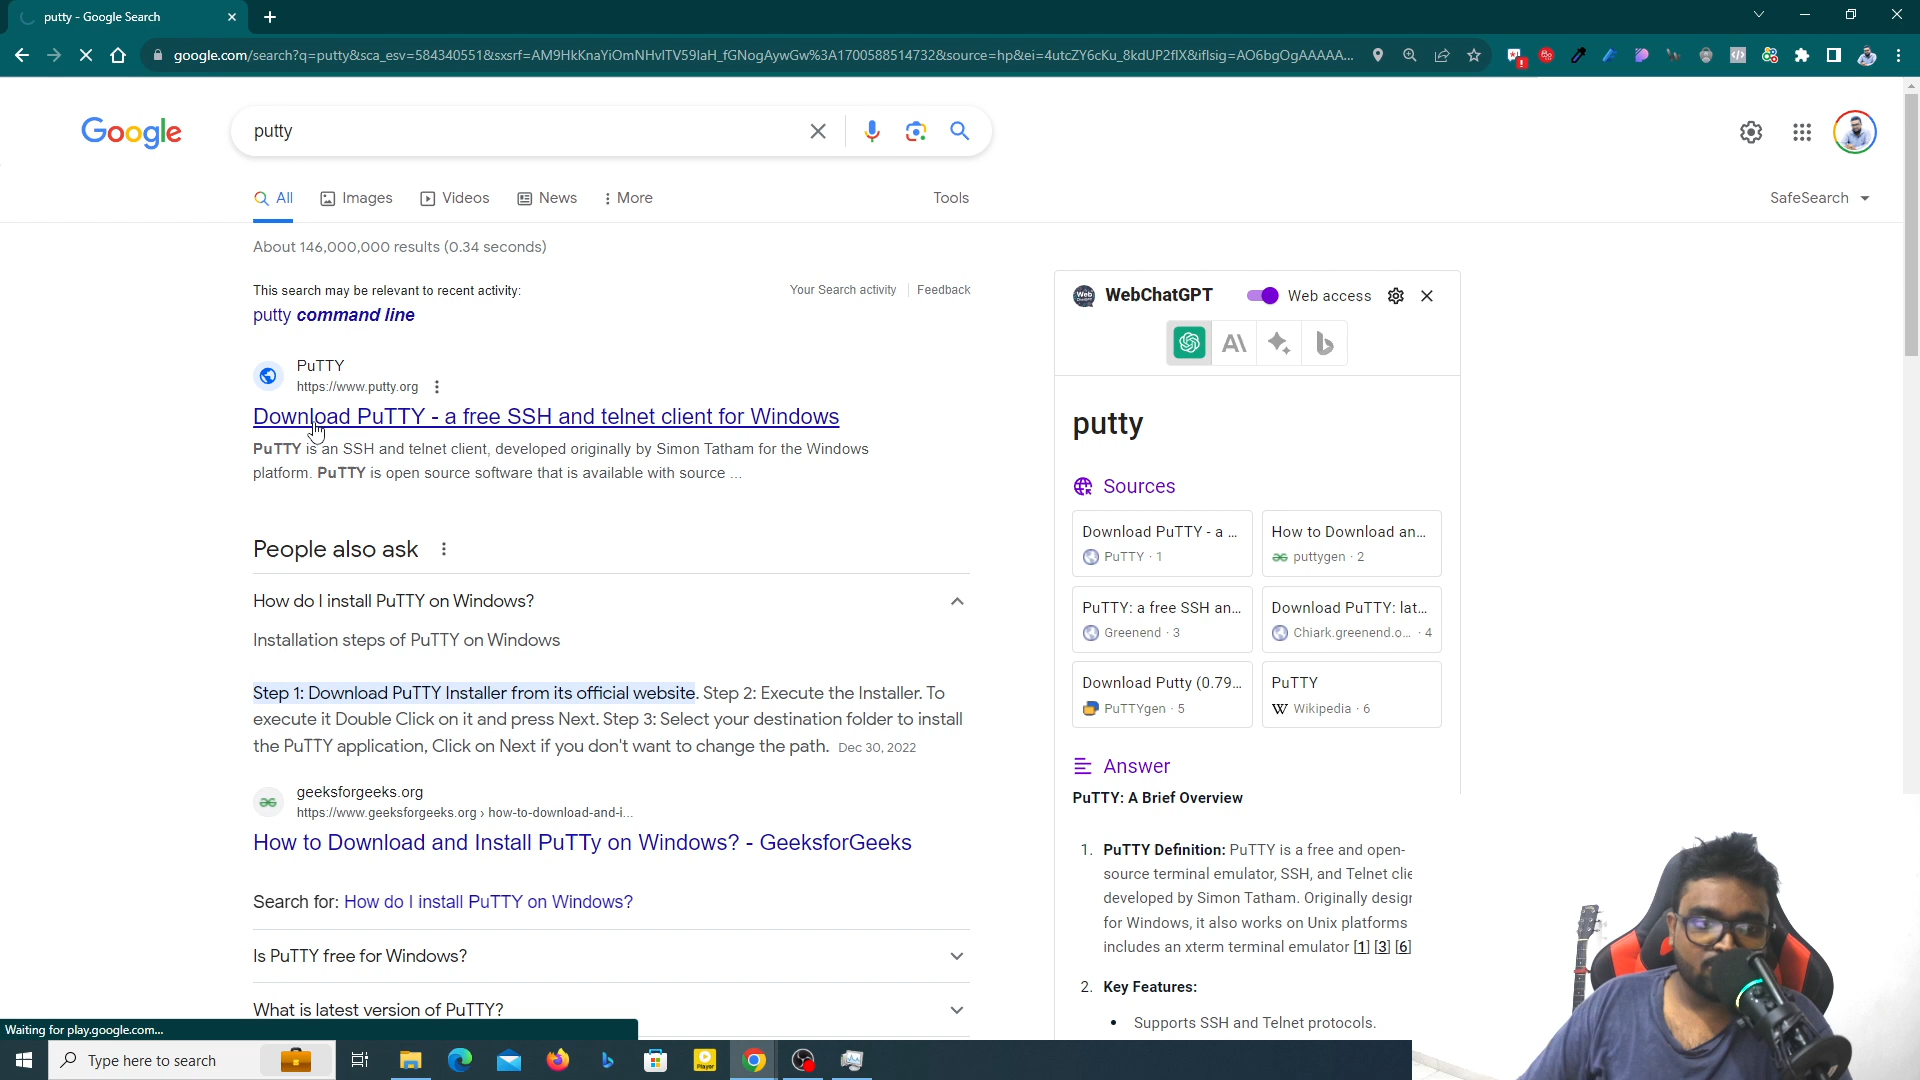 putty - Google Search
google.com/search?q=putty&sca_esv=584340551&sxsrf=AM9HkKnaYiOmNHvlTV59IaH_fGNogAywGw%3A1700588514732&source=hp&ei=4utcZY6cKu_8kdUP2flX&iflsig=AO6bgOgAAAAA...
Google
putty
All
Images
Videos
News
More
Tools
SafeSearch
About 146,000,000 results (0.34 seconds)
This search may be relevant to recent activity:
Your Search activity
Feedback
putty command line
PuTTY
https://www.putty.org
Download PuTTY - a free SSH and telnet client for Windows
PuTTY is an SSH and telnet client, developed originally by Simon Tatham for the Windows
platform. PuTTY is open source software that is available with source ...
People also ask
How do I install PuTTY on Windows?
Installation steps of PuTTY on Windows
Step 1: Download PuTTY Installer from its official website. Step 2: Execute the Installer. To
execute it Double Click on it and press Next. Step 3: Select your destination folder to install
the PuTTY application, Click on Next if you don't want to change the path. Dec 30, 2022
geeksforgeeks.org
https://www.geeksforgeeks.org › how-to-download-and-i...
How to Download and Install PuTTy on Windows? - GeeksforGeeks
Search for: How do I install PuTTY on Windows?
Is PuTTY free for Windows?
What is latest version of PuTTY?
WebChatGPT
Web access
putty
Sources
Download PuTTY - a ...
PuTTY · 1
How to Download an...
puttygen · 2
PuTTY: a free SSH an...
Greenend · 3
Download PuTTY: lat...
Chiark.greenend.o... · 4
Download Putty (0.79...
PuTTYgen · 5
PuTTY
Wikipedia · 6
Answer
PuTTY: A Brief Overview
1. PuTTY Definition: PuTTY is a free and open-
source terminal emulator, SSH, and Telnet clie
developed by Simon Tatham. Originally design
for Windows, it also works on Unix platforms
includes an xterm terminal emulator [1] [3] [6]
2. Key Features:
• Supports SSH and Telnet protocols.
Waiting for play.google.com...
Type here to search